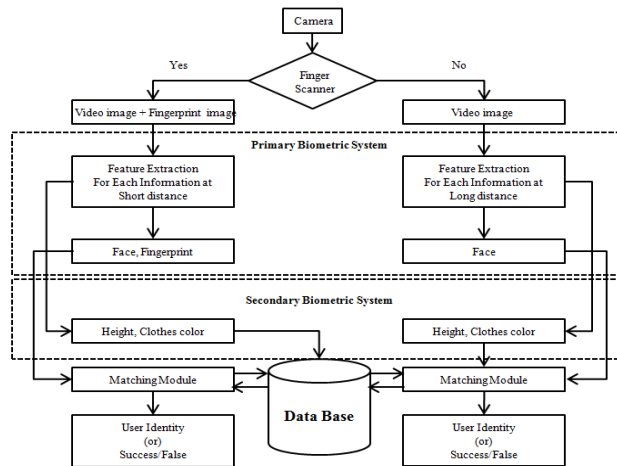 Camera
Yes
No
Finger
Scanner
Video image + Fingerprint image
Video image
Primary Biometric System
Feature Extraction
For Each Information at
Short distance
Feature Extraction
For Each Information at
Long distance
Face, Fingerprint
Face
Secondary Biometric System
Height, Clothes color
Height, Clothes color
Matching Module
Matching Module
Data Base
User Identity
(or)
Success/False
User Identity
(or)
Success/False